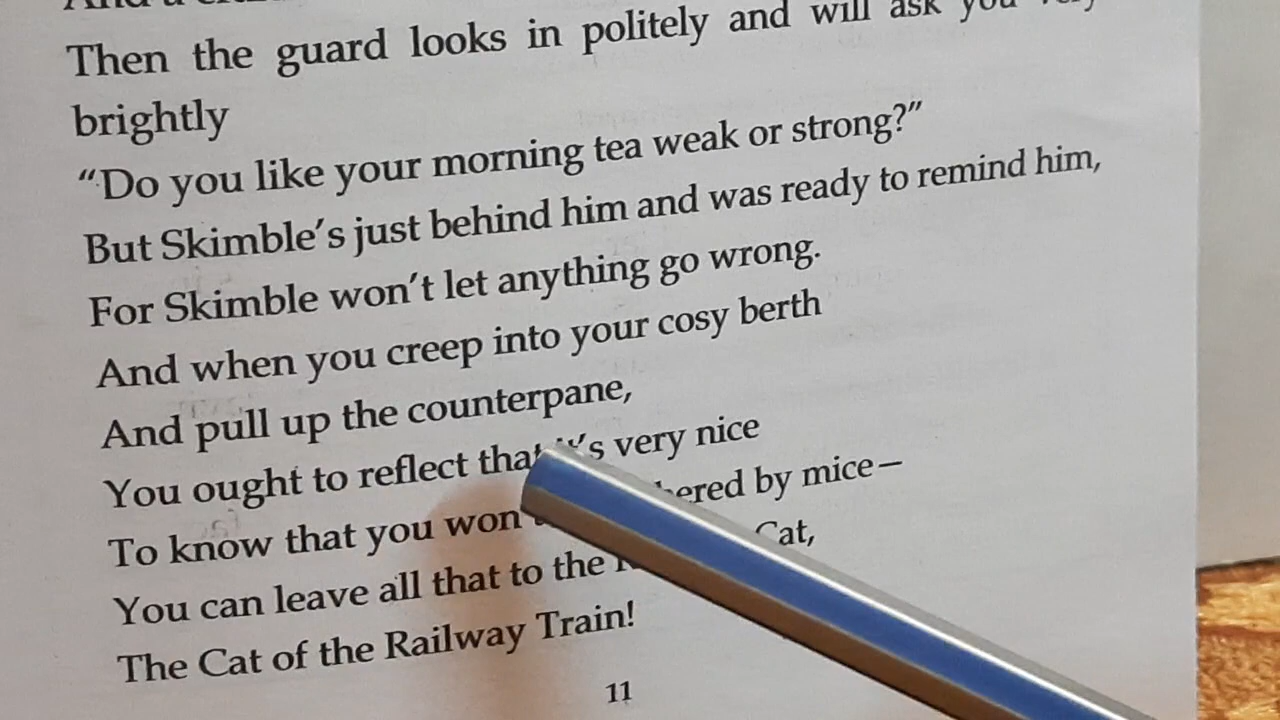 Then the guard looks in politely and will ask you very
brightly
“Do you like your morning tea weak or strong?”
But Skimble’s just behind him and was ready to remind him,
For Skimble won’t let anything go wrong.
And when you creep into your cosy berth
And pull up the counterpane,
You ought to reflect that it’s very nice
To know that you won by mice—
You can leave all that to the Cat,
The Cat of the Railway Train!
11